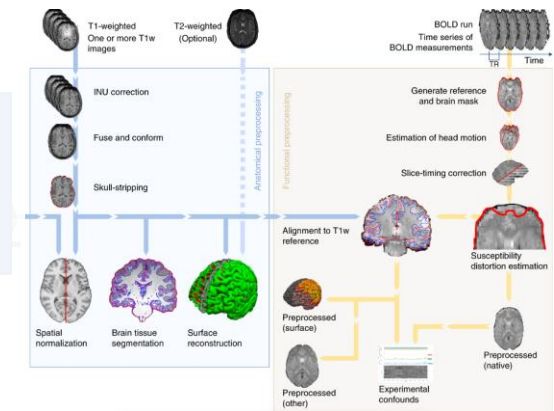 T1-weighted
One or more T1w
images
T2-weighted
(Optional)
BOLD run
Time series of
BOLD measurements
TR
Time
INU correction
Fuse and conform
Skull-stripping
Anatomical preprocessing
Functional preprocessing
Generate reference
and brain mask
Estimation of head motion
Slice-timing correction
Alignment to T1w
reference
Susceptibility
distortion estimation
Spatial
normalization
Brain tissue
segmentation
Surface
reconstruction
Preprocessed
(surface)
Preprocessed
(other)
Experimental
confounds
Preprocessed
(native)